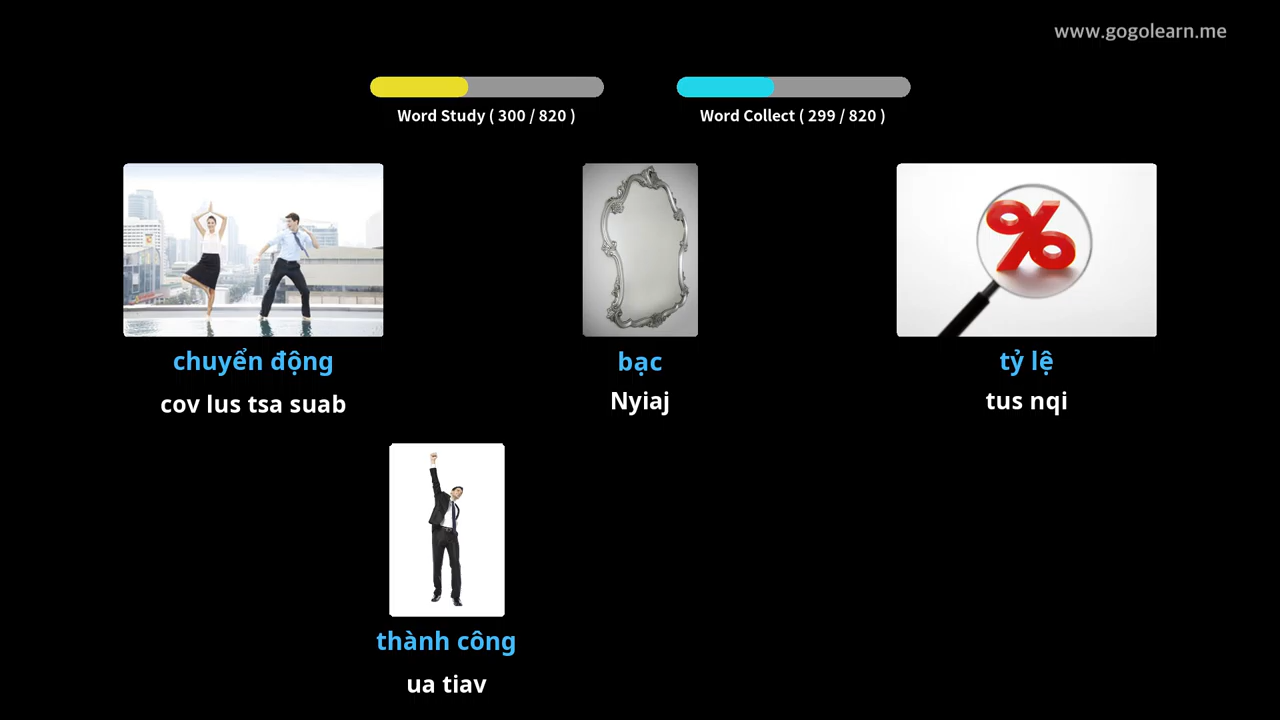 www.gogolearn.me
Word Study ( 300 / 820 )
Word Collect ( 299 / 820 )
chuyển động
cov lus tsa suab
bạc
Nyiaj
%
tỷ lệ
tus nqi
thành công
ua tiav